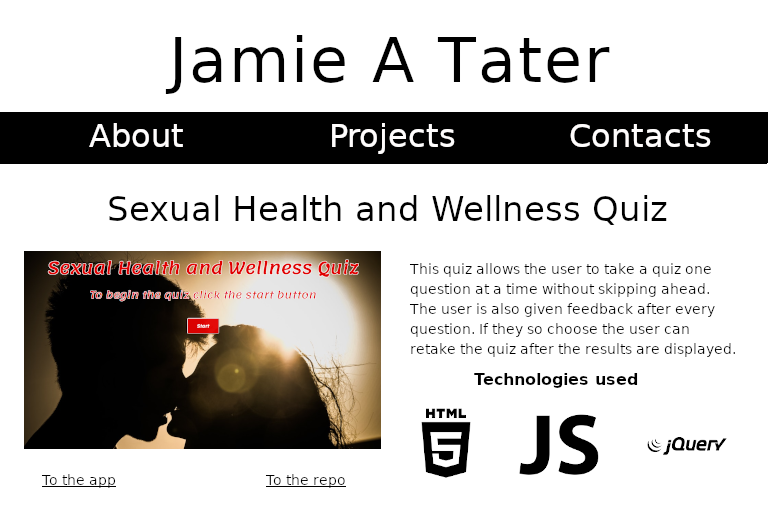 Jamie A Tater
About Projects Contacts
Sexual Health and Wellness Quiz
Sexual Health and Wellness Quiz
To begin the quiz click the start button
Start
This quiz allows the user to take a quiz one
question at a time without skipping ahead.
The user is also given feedback after every
question. If they so choose the user can
retake the quiz after the results are displayed.
Technologies used
HTML
5
JS
jQuery
To the app
To the repo